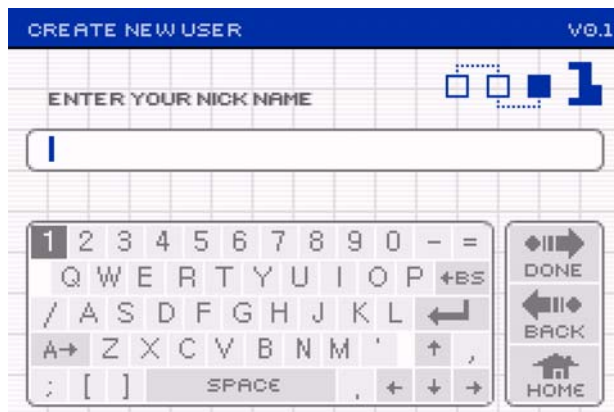 CREATE NEW USER V0.1
1
ENTER YOUR NICK NAME
1 2 3 4 5 6 7 8 9 0 - =
Q W E R T Y U I O P ←BS
/ A S D F G H J K L ↵
A→ Z X C V B N M ' ↑ ,
; [ ] SPACE . ← ↓ →
DONE
BACK
HOME